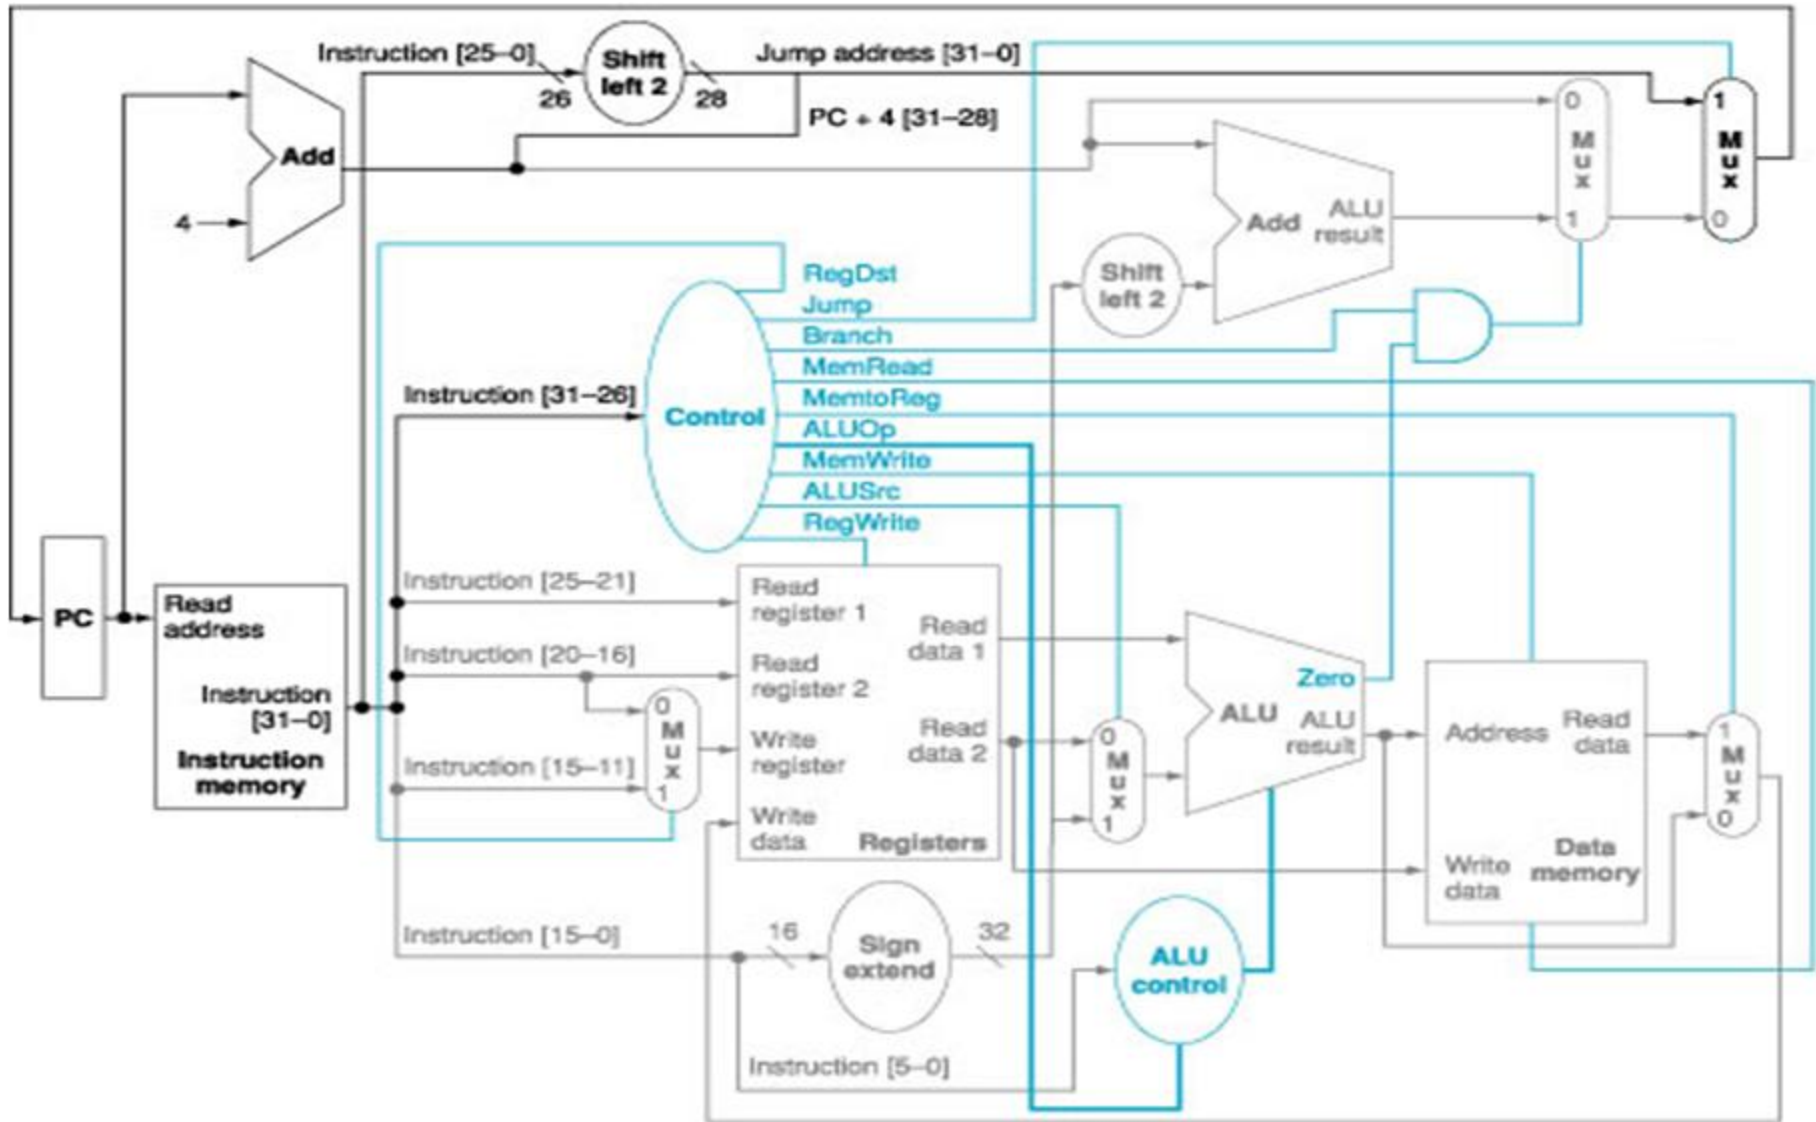 Instruction [25–0]
Shift
left 2
Jump address [31–0]
26
28
PC + 4 [31–28]
Add
4
0
M
u
x
1
1
M
u
x
0
Add
ALU
result
Shift
left 2
RegDst
Jump
Branch
MemRead
MemtoReg
ALUOp
MemWrite
ALUSrc
RegWrite
Instruction [31–26]
Control
PC
Read
address
Instruction
[31–0]
Instruction
memory
Instruction [25–21]
Instruction [20–16]
Instruction [15–11]
0
M
u
x
1
Read
register 1
Read
register 2
Write
register
Write
data
Read
data 1
Read
data 2
Registers
0
M
u
x
1
Zero
ALU
ALU
result
Address
Read
data
Write
data
Data
memory
1
M
u
x
0
Instruction [15–0]
16
Sign
extend
32
ALU
control
Instruction [5–0]